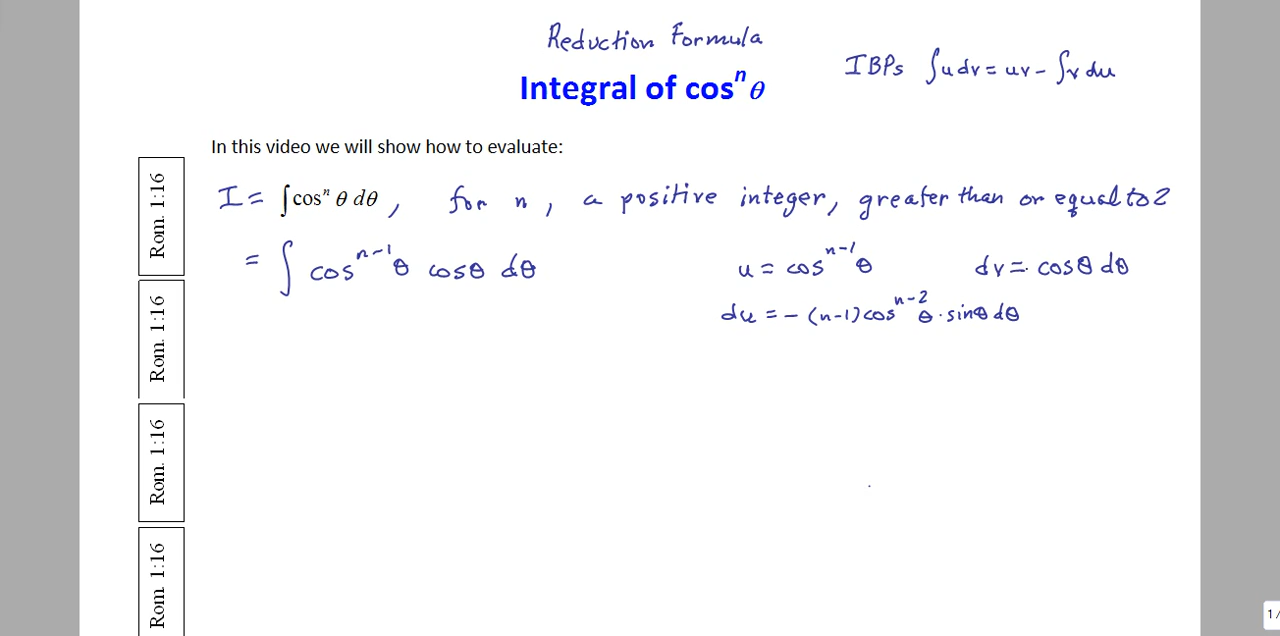 Reduction Formula
Integral of cosⁿ θ
IBPs ∫u dv = uv - ∫v du
In this video we will show how to evaluate:
I = ∫cosⁿ θ dθ, for n, a positive integer, greater than or equal to 2
= ∫ cosⁿ⁻¹θ cosθ dθ
u = cosⁿ⁻¹θ
dv = cosθ dθ
du = - (n-1) cosⁿ⁻²θ · sinθ dθ
Rom. 1:16
Rom. 1:16
Rom. 1:16
Rom. 1:16
1/